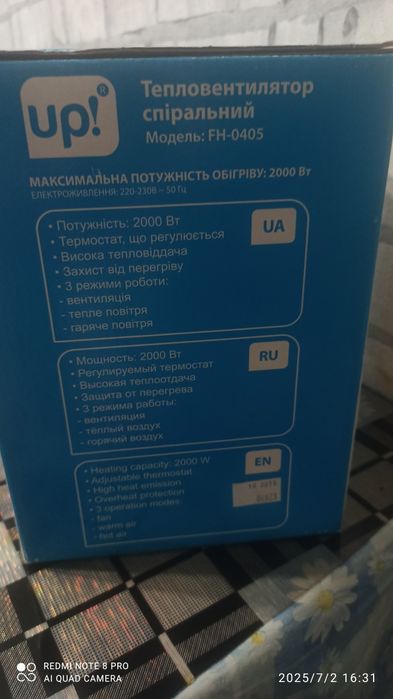 up!®
Тепловентилятор
спіральний
Модель: FH-0405
МАКСИМАЛЬНА ПОТУЖНІСТЬ ОБІГРІВУ: 2000 Вт
ЕЛЕКТРОЖИВЛЕННЯ: 220-230В ~ 50 Гц
UA
• Потужність: 2000 Вт
• Термостат, що регулюється
• Висока тепловіддача
• Захист від перегріву
• 3 режими роботи:
- вентиляція
- тепле повітря
- гаряче повітря
RU
• Мощность: 2000 Вт
• Регулируемый термостат
• Высокая теплоотдача
• Защита от перегрева
• 3 режима работы:
- вентиляция
- тёплый воздух
- горячий воздух
EN
• Heating capacity: 2000 W
• Adjustable thermostat
• High heat emission
• Overheat protection
• 3 operation modes:
- fan
- warm air
- hot air
REDMI NOTE 8 PRO
AI QUAD CAMERA
2025/7/2 16:31